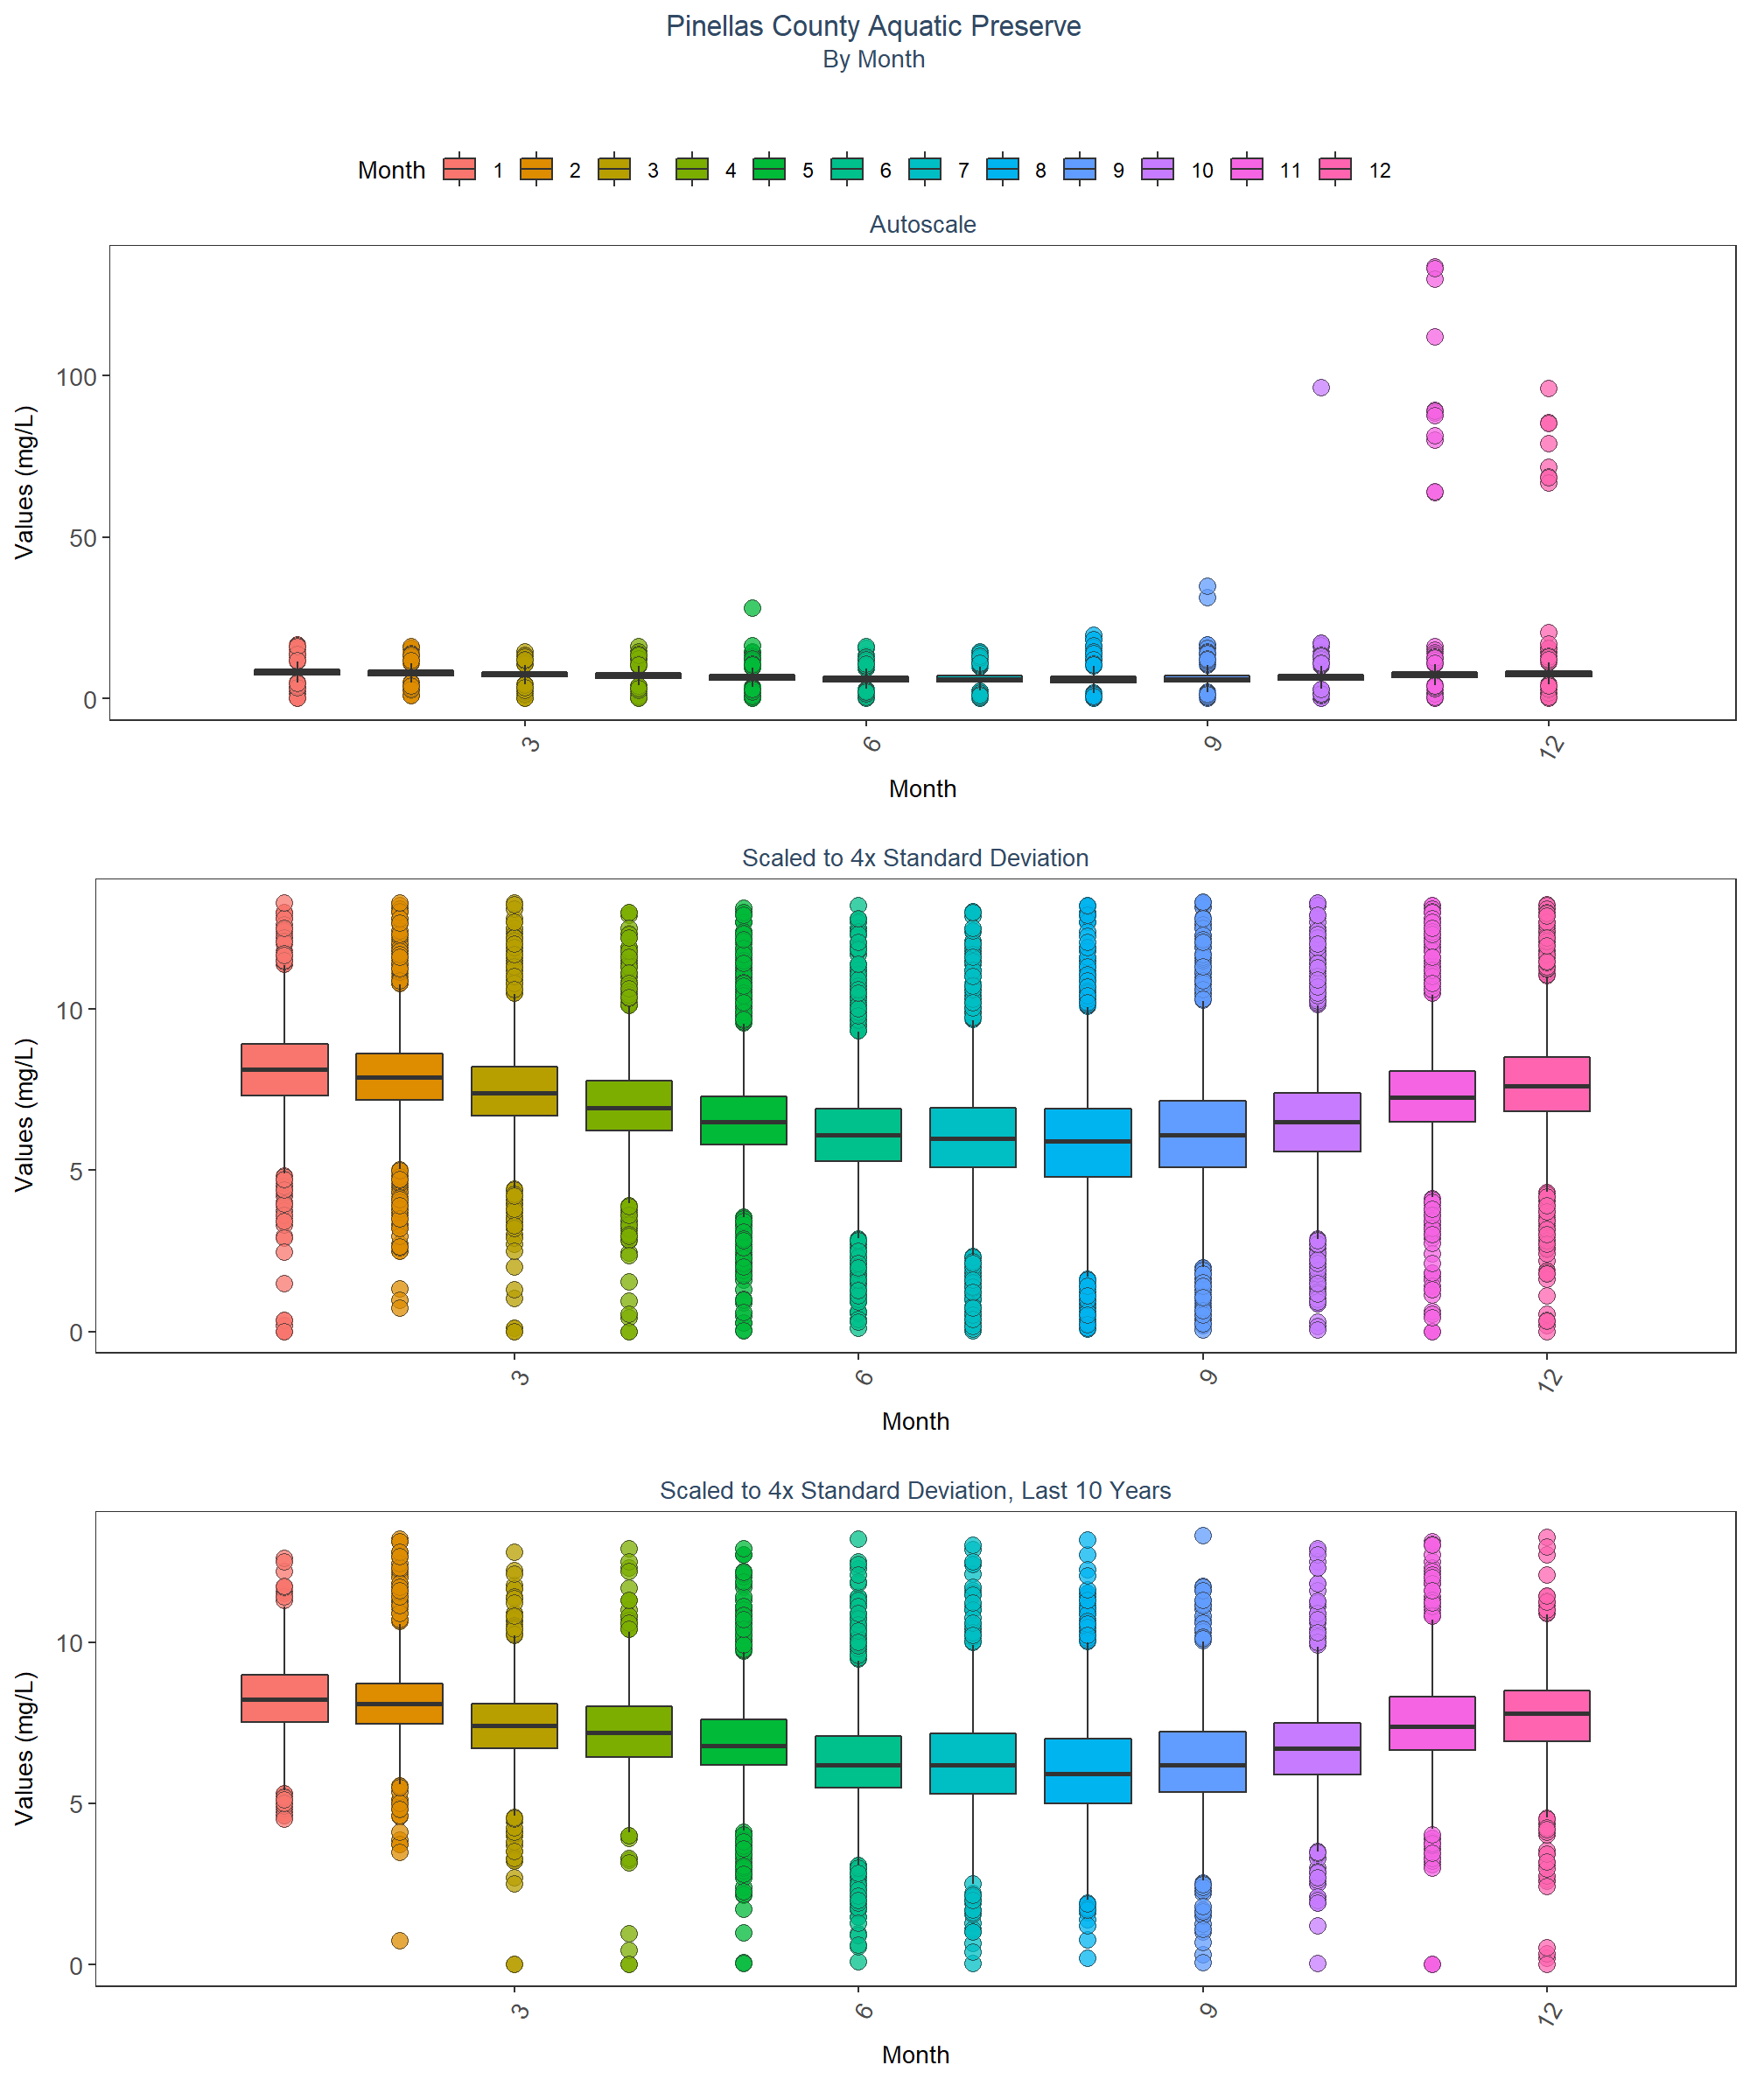 Pinellas County Aquatic Preserve
By Month
Month 1 2 3 4 5 6 7 8 9 10 11 12
Autoscale
Values (mg/L)
100
50
0
3 6 9 12
Month
Scaled to 4x Standard Deviation
Values (mg/L)
10
5
0
3 6 9 12
Month
Scaled to 4x Standard Deviation, Last 10 Years
Values (mg/L)
10
5
0
3 6 9 12
Month